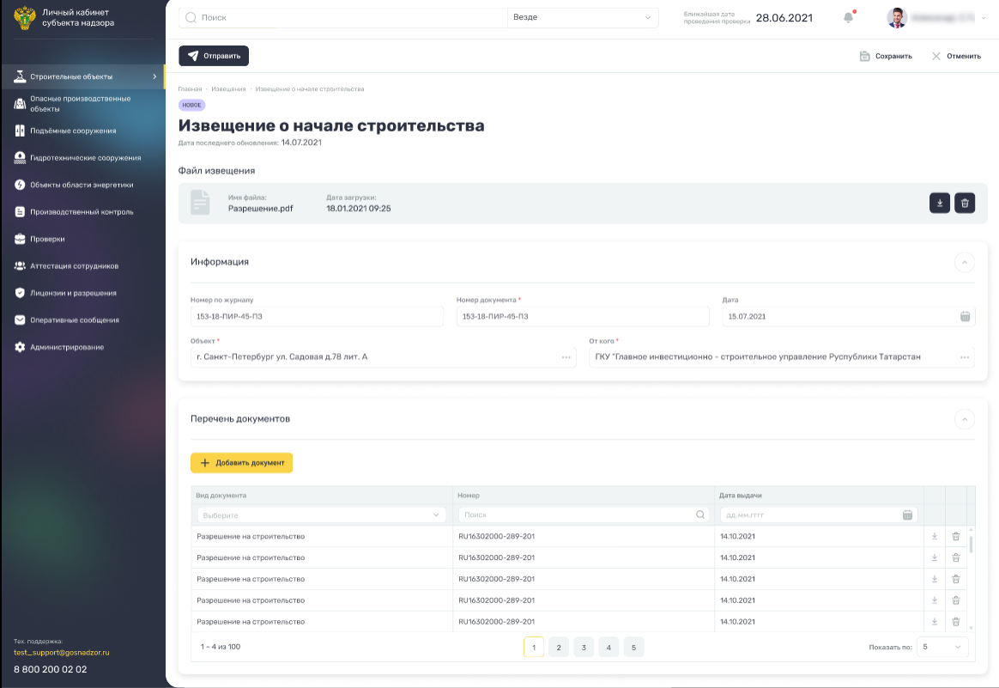 Личный кабинет
субъекта надзора
Поиск
Везде
Ближайшая дата
проведения проверки
28.06.2021
Отправить
Сохранить
Отменить
Строительные объекты
Опасные производственные
объекты
Подъёмные сооружения
Гидротехнические сооружения
Объекты области энергетики
Производственный контроль
Проверки
Аттестация сотрудников
Лицензии и разрешения
Оперативные сообщения
Администрирование
Тех. поддержка:
test_support@gosnadzor.ru
8 800 200 02 02
Главная - Извещения - Извещение о начале строительства
НОВОЕ
Извещение о начале строительства
Дата последнего обновления: 14.07.2021
Файл извещения
Имя файла:
Разрешение.pdf
Дата загрузки:
18.01.2021 09:25
Информация
Номер по журналу
153-18-ПИР-45-ПЗ
Номер документа *
153-18-ПИР-45-ПЗ
Дата
15.07.2021
Объект *
г. Санкт-Петербург ул. Садовая д.78 лит. А
От кого *
ГКУ "Главное инвестиционно - строительное управление Руспублики Татарстан
Перечень документов
+ Добавить документ
Вид документа Номер Дата выдачи
Выберите Поиск дд.мм.гггг
Разрешение на строительство RU16302000-289-201 14.10.2021
Разрешение на строительство RU16302000-289-201 14.10.2021
Разрешение на строительство RU16302000-289-201 14.10.2021
Разрешение на строительство RU16302000-289-201 14.10.2021
Разрешение на строительство RU16302000-289-201 14.10.2021
1 – 4 из 100 1 2 3 4 5 Показать по: 5